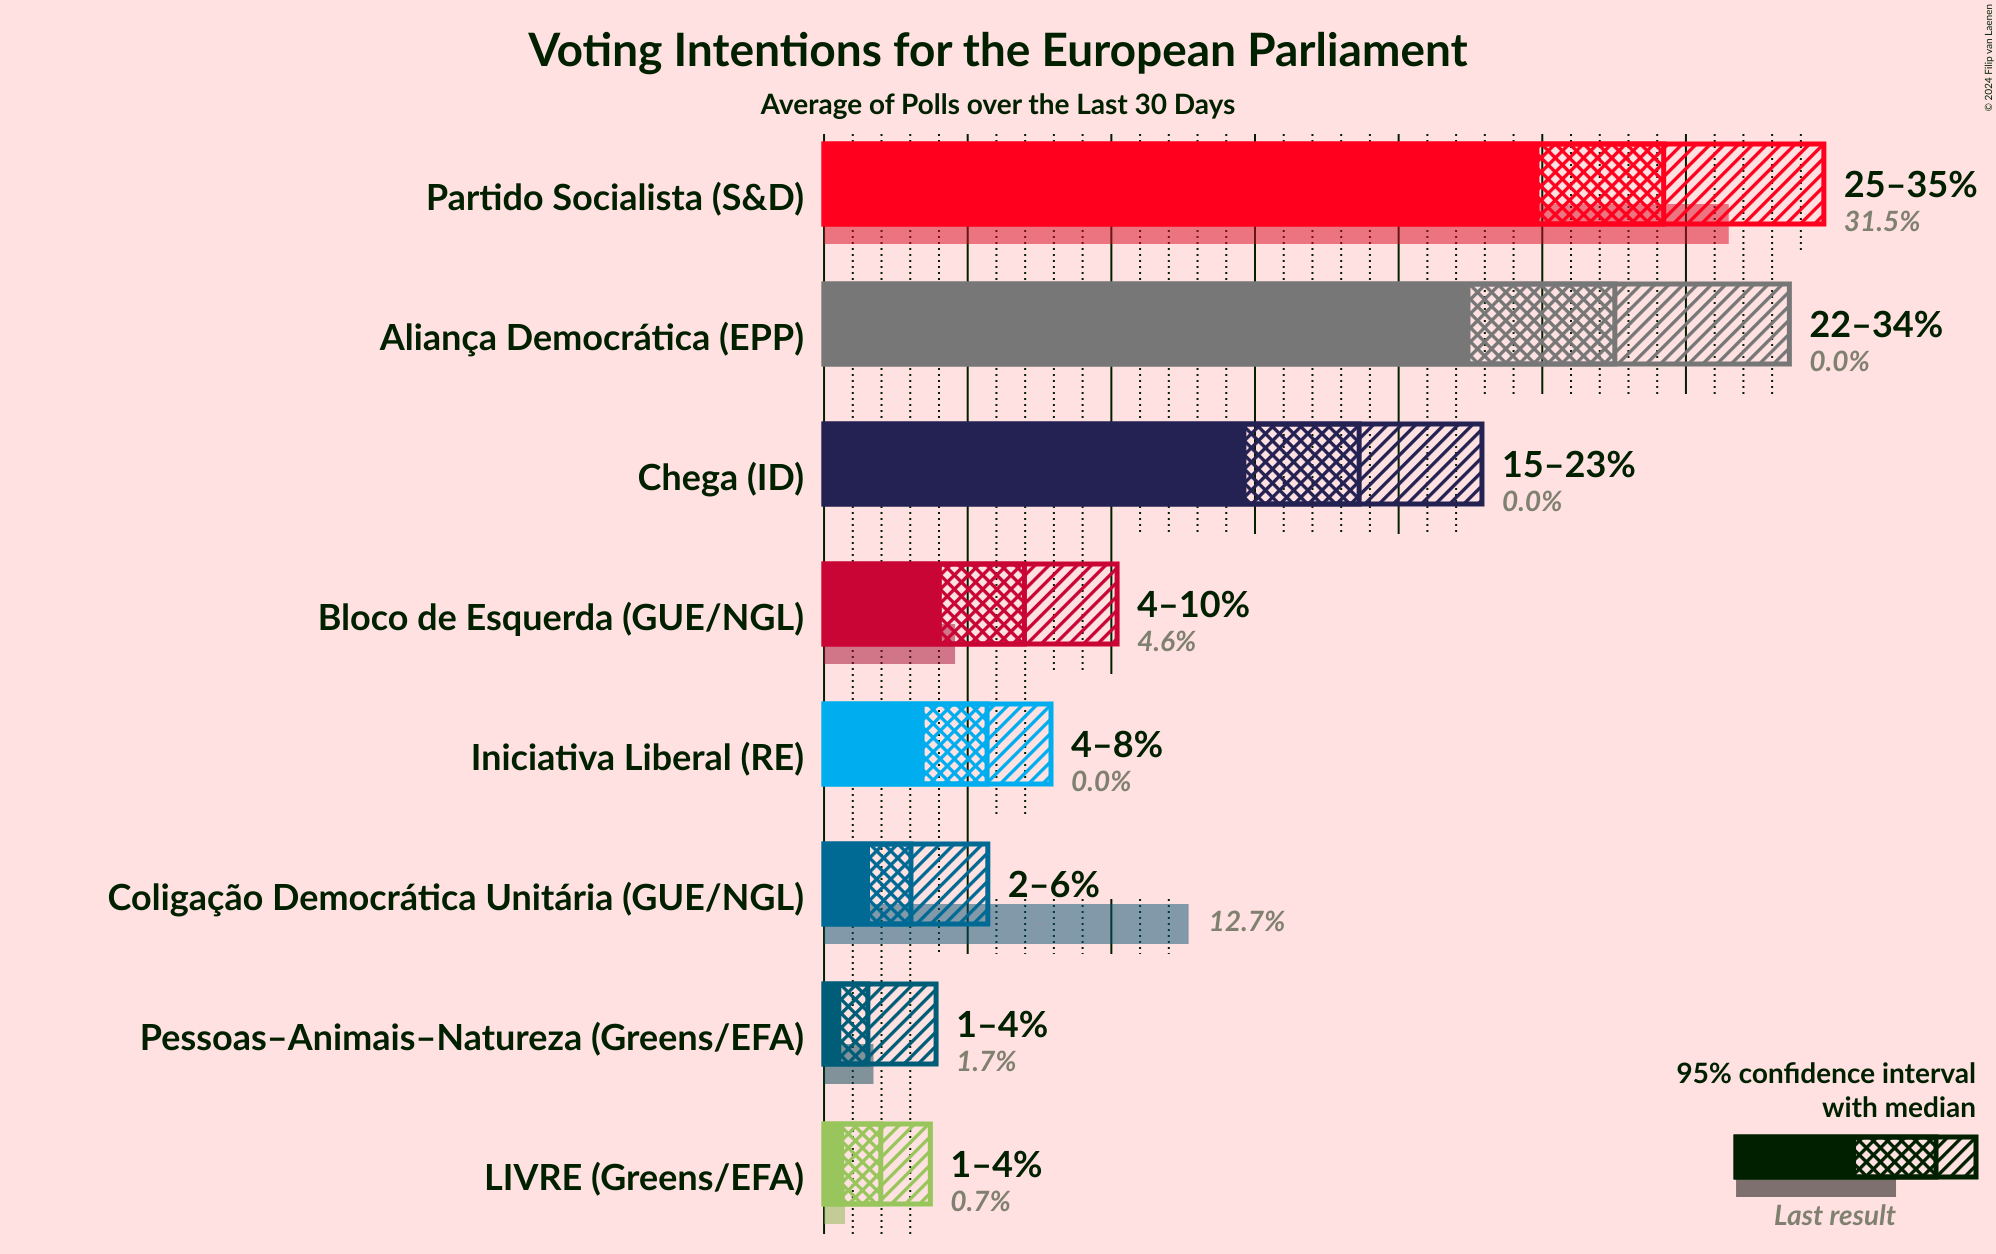 Voting Intentions for the European Parliament
Average of Polls over the Last 30 Days
© 2024 Filip van Laenen
Partido Socialista (S&D)
25–35%
31.5%
Aliança Democrática (EPP)
22–34%
0.0%
Chega (ID)
15–23%
0.0%
Bloco de Esquerda (GUE/NGL)
4–10%
4.6%
Iniciativa Liberal (RE)
4–8%
0.0%
Coligação Democrática Unitária (GUE/NGL)
2–6%
12.7%
Pessoas–Animais–Natureza (Greens/EFA)
1–4%
1.7%
LIVRE (Greens/EFA)
1–4%
0.7%
95% confidence interval
with median
Last result